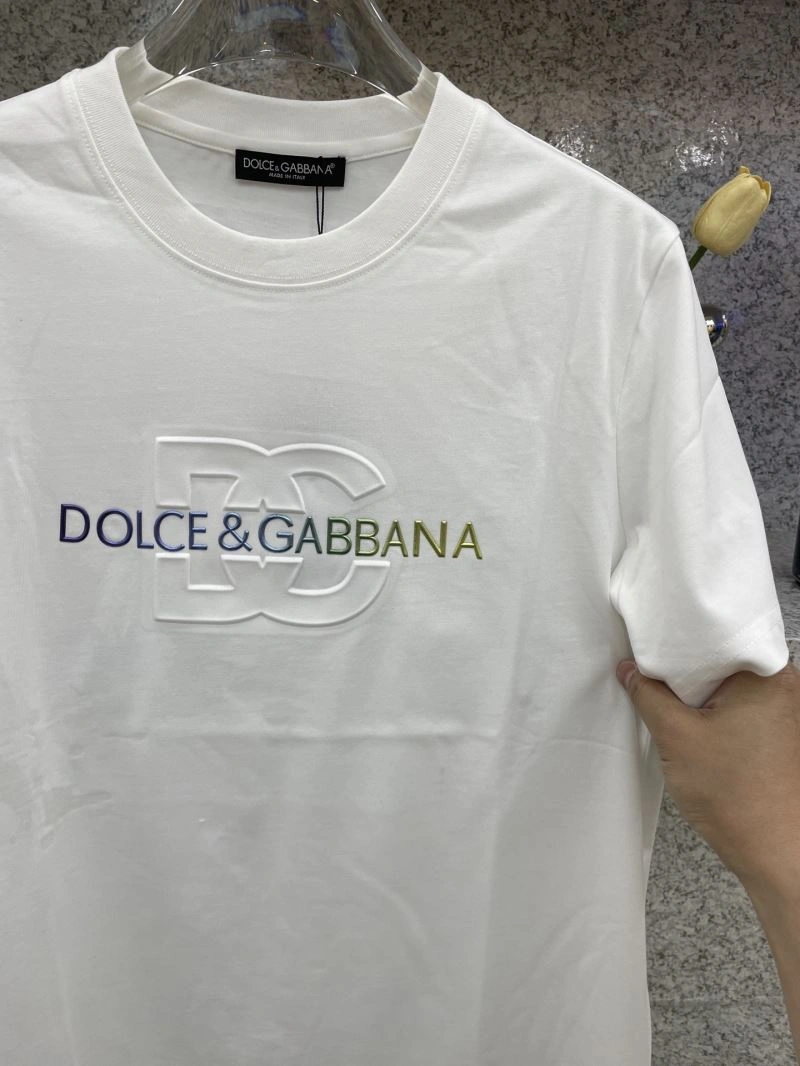 DOLCE & GABBANA®
MADE IN ITALY
DG
DOLCE & GABBANA